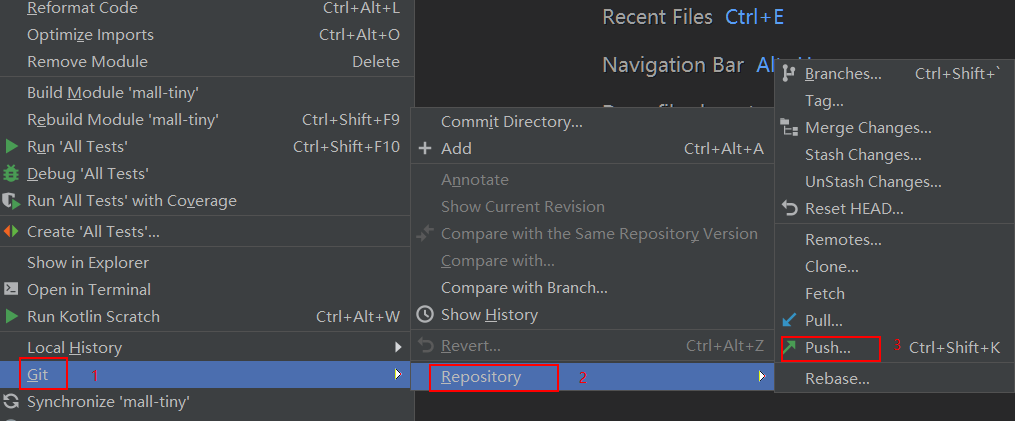 Reformat Code Ctrl+Alt+L
Optimize Imports Ctrl+Alt+O
Remove Module Delete
Build Module 'mall-tiny'
Rebuild Module 'mall-tiny' Ctrl+Shift+F9
Run 'All Tests' Ctrl+Shift+F10
Debug 'All Tests'
Run 'All Tests' with Coverage
Create 'All Tests'...
Show in Explorer
Open in Terminal
Run Kotlin Scratch Ctrl+Alt+W
Local History
Git 1
Synchronize 'mall-tiny'
Recent Files Ctrl+E
Navigation Bar
Commit Directory...
Add Ctrl+Alt+A
Annotate
Show Current Revision
Compare with the Same Repository Version
Compare with...
Compare with Branch...
Show History
Revert... Ctrl+Alt+Z
Repository 2
Branches... Ctrl+Shift+`
Tag...
Merge Changes...
Stash Changes...
UnStash Changes...
Reset HEAD...
Remotes...
Clone...
Fetch
Pull...
Push... 3 Ctrl+Shift+K
Rebase...